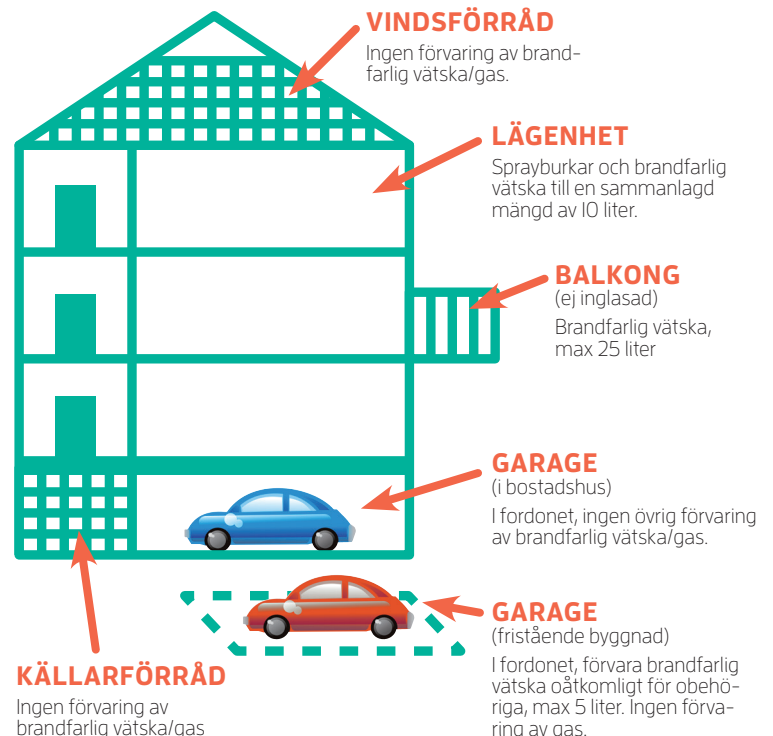 VINDSFÖRRÅD
Ingen förvaring av brand-
farlig vätska/gas.
LÄGENHET
Sprayburkar och brandfarlig
vätska till en sammanlagd
mängd av 10 liter.
BALKONG
(ej inglasad)
Brandfarlig vätska,
max 25 liter
GARAGE
(i bostadshus)
I fordonet, ingen övrig förvaring
av brandfarlig vätska/gas.
GARAGE
(fristående byggnad)
I fordonet, förvara brandfarlig
vätska oåtkomligt för obehö-
riga, max 5 liter. Ingen förva-
ring av gas.
KÄLLARFÖRRÅD
Ingen förvaring av
brandfarlig vätska/gas